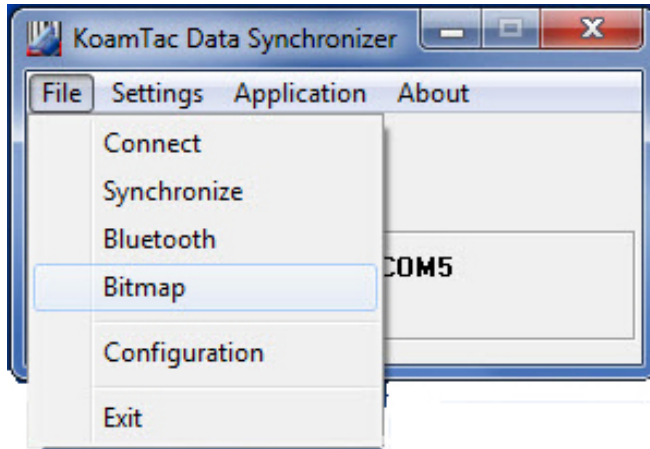 KoamTac Data Synchronizer
File Settings Application About
Connect
Synchronize
Bluetooth
COM5
Bitmap
Configuration
Exit